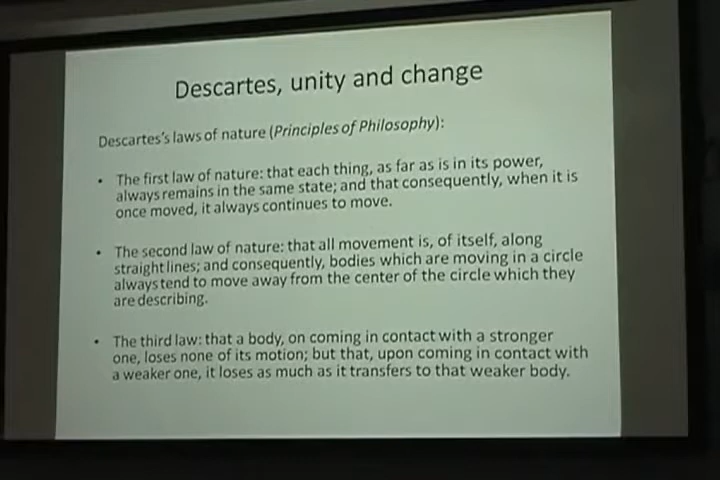 Descartes, unity and change
Descartes's laws of nature (Principles of Philosophy):
• The first law of nature: that each thing, as far as is in its power,
always remains in the same state; and that consequently, when it is
once moved, it always continues to move.
• The second law of nature: that all movement is, of itself, along
straight lines; and consequently, bodies which are moving in a circle
always tend to move away from the center of the circle which they
are describing.
• The third law: that a body, on coming in contact with a stronger
one, loses none of its motion; but that, upon coming in contact with
a weaker one, it loses as much as it transfers to that weaker body.